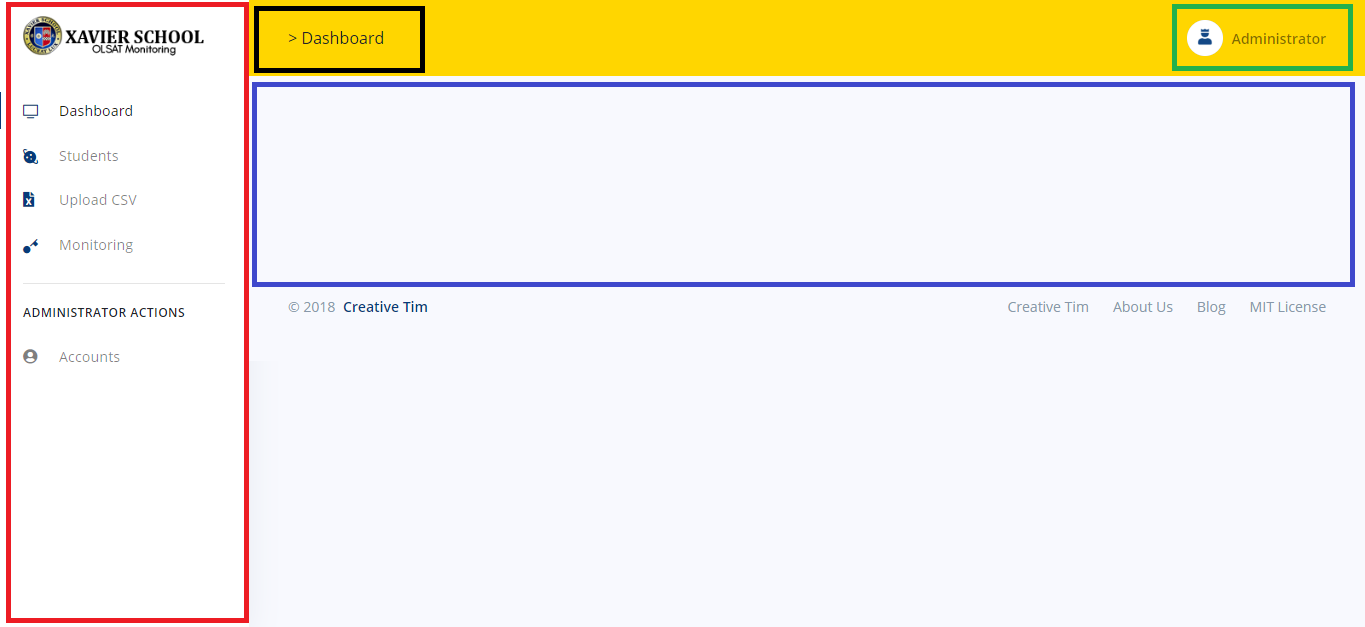 XAVIER SCHOOL
OLSAT Monitoring
> Dashboard
Administrator
Dashboard
Students
Upload CSV
Monitoring
ADMINISTRATOR ACTIONS
Accounts
© 2018 Creative Tim
Creative Tim About Us Blog MIT License